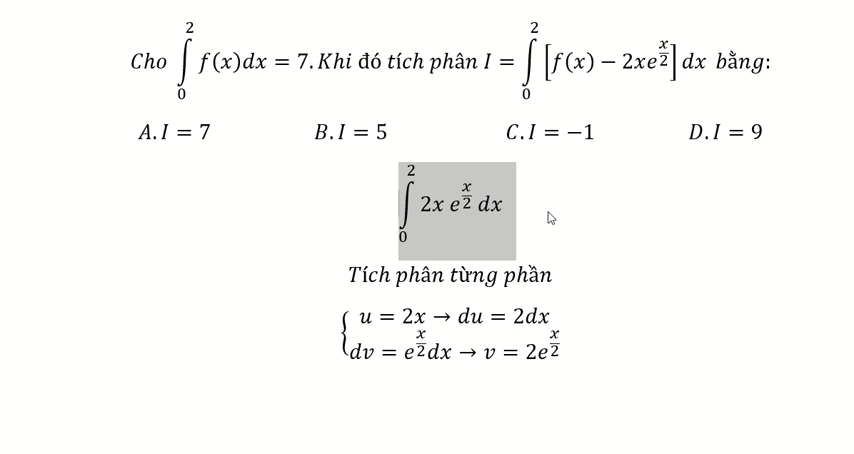 Cho ∫₀² f(x)dx = 7. Khi đó tích phân I = ∫₀² [f(x) − 2xe^(x/2)] dx bằng:
A. I = 7 B. I = 5 C. I = −1 D. I = 9
∫₀² 2x e^(x/2) dx
Tích phân từng phần
{ u = 2x → du = 2dx
dv = e^(x/2)dx → v = 2e^(x/2)